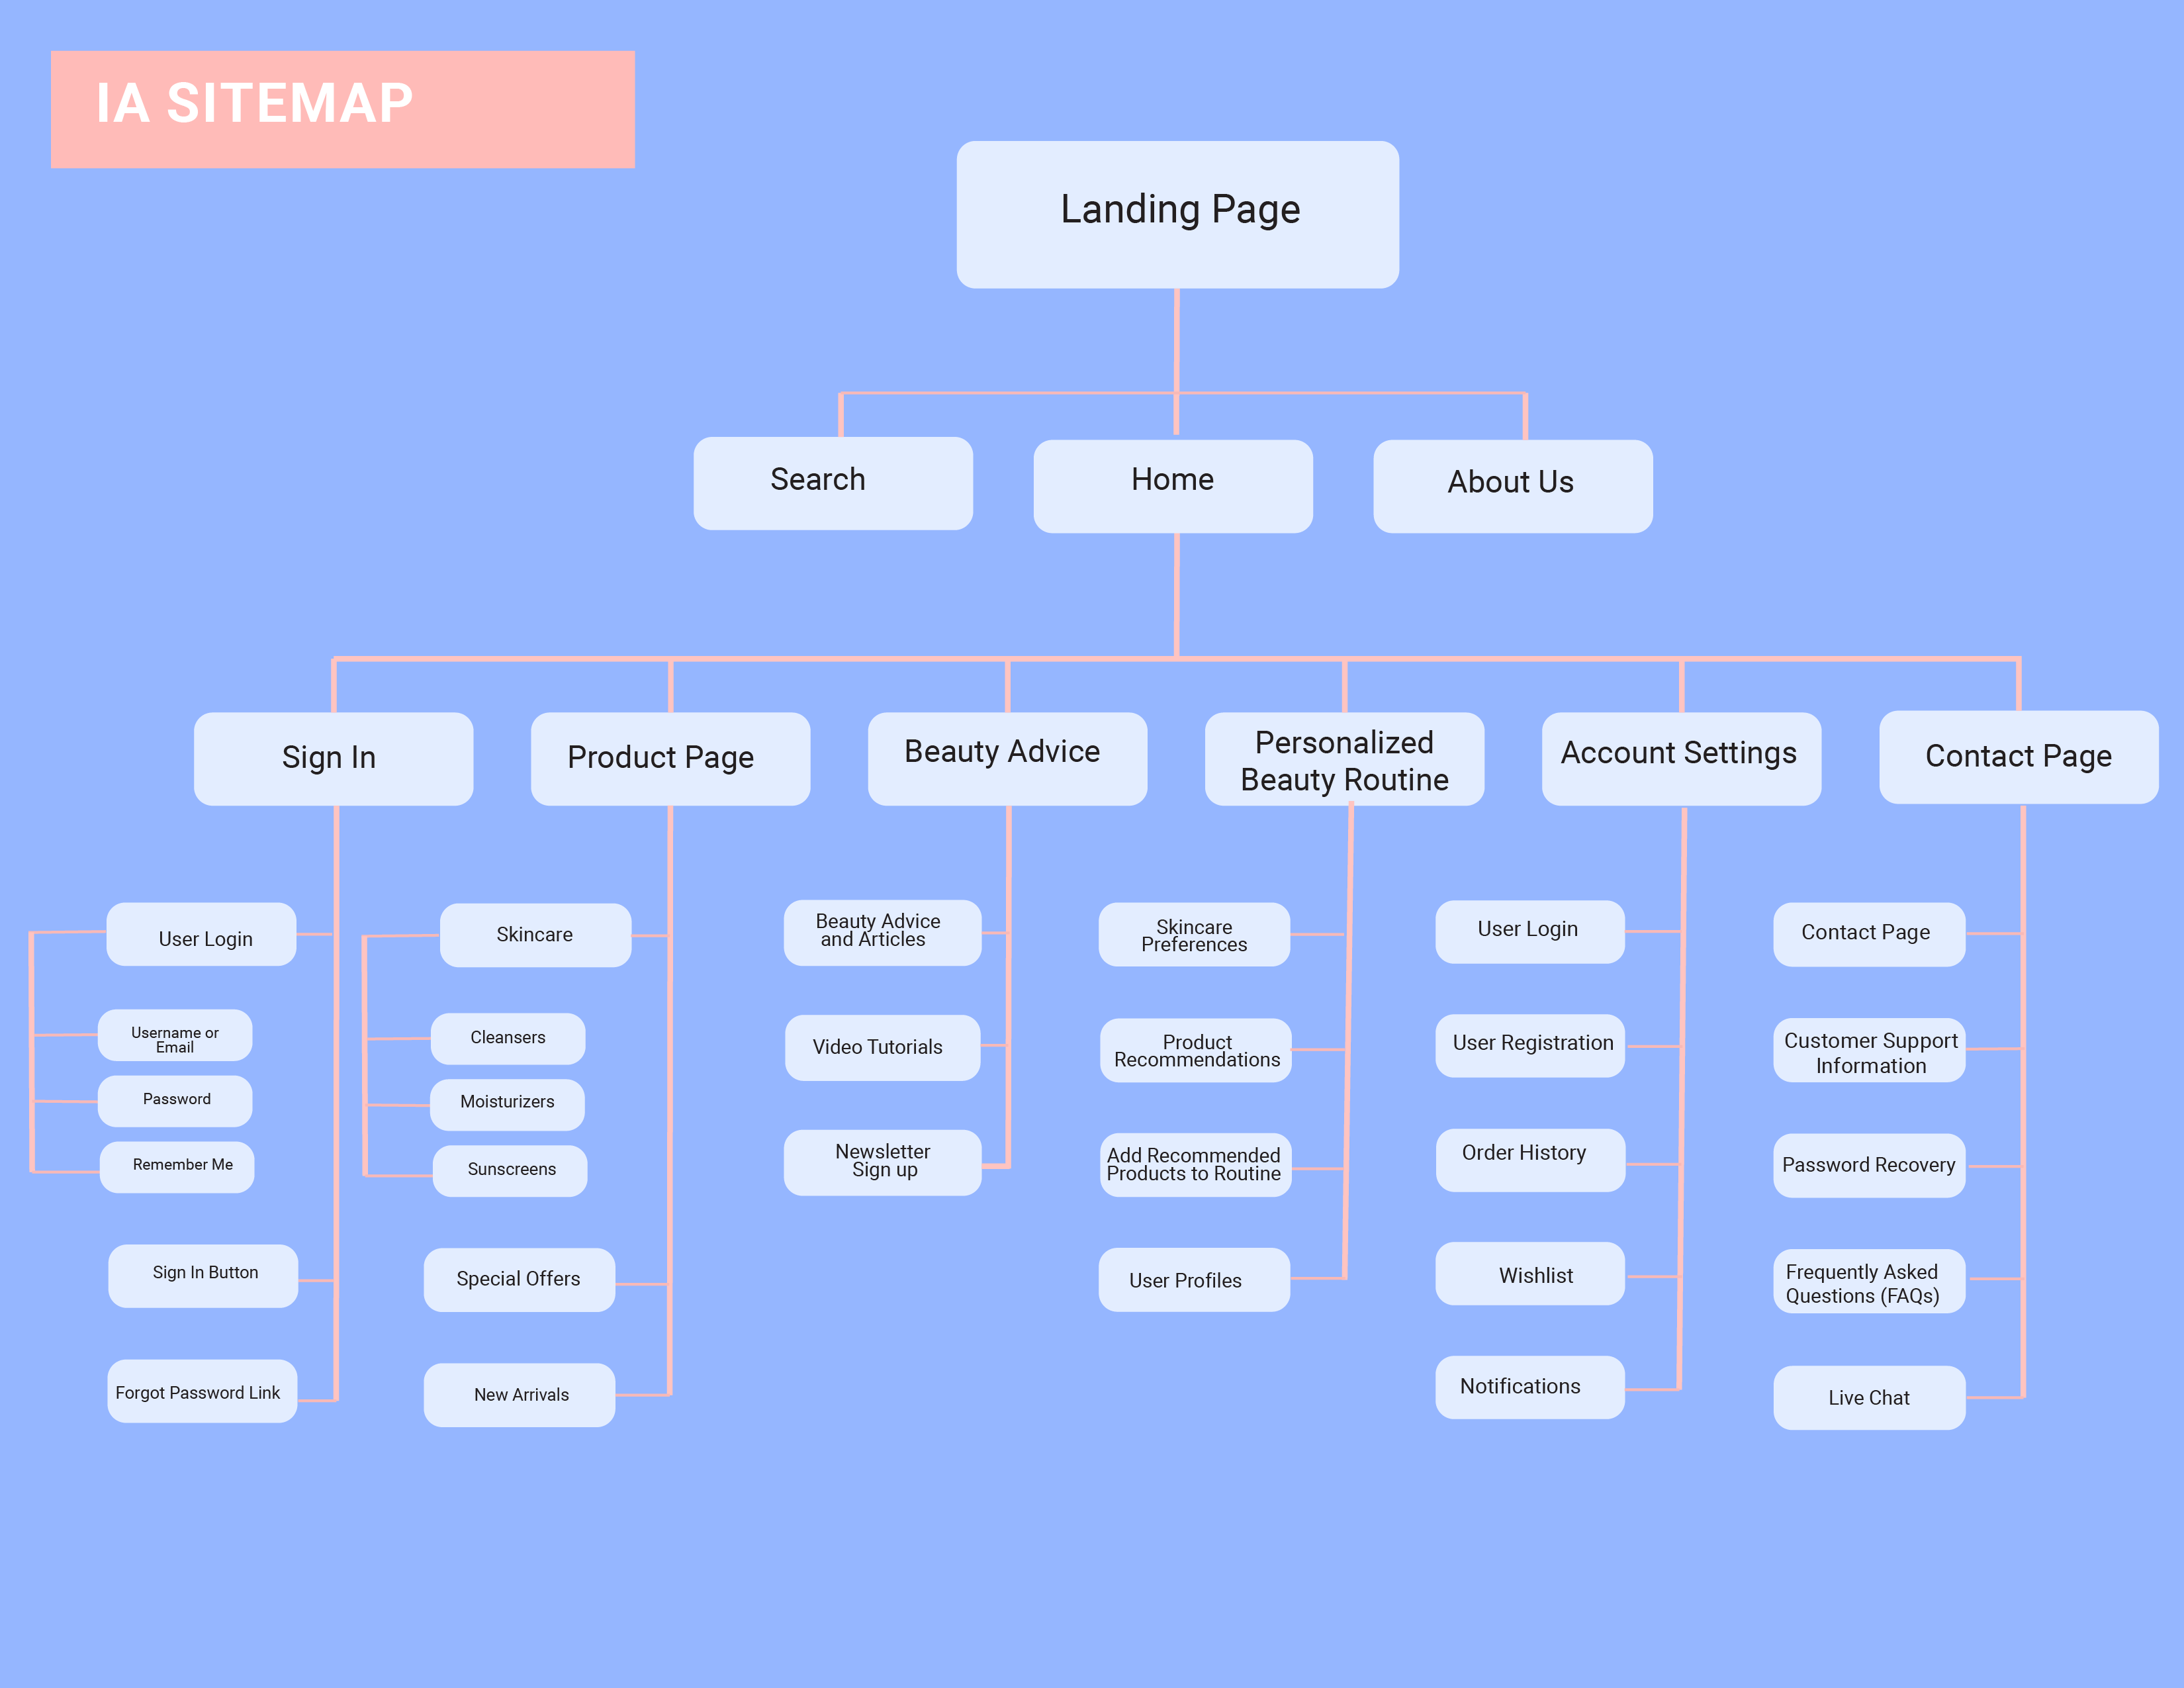 IA SITEMAP
Landing Page
Search
Home
About Us
Sign In
Product Page
Beauty Advice
Personalized
Beauty Routine
Account Settings
Contact Page
User Login
Username or
Email
Password
Remember Me
Sign In Button
Forgot Password Link
Skincare
Cleansers
Moisturizers
Sunscreens
Special Offers
New Arrivals
Beauty Advice
and Articles
Video Tutorials
Newsletter
Sign up
Skincare
Preferences
Product
Recommendations
Add Recommended
Products to Routine
User Profiles
User Login
User Registration
Order History
Wishlist
Notifications
Contact Page
Customer Support
Information
Password Recovery
Frequently Asked
Questions (FAQs)
Live Chat